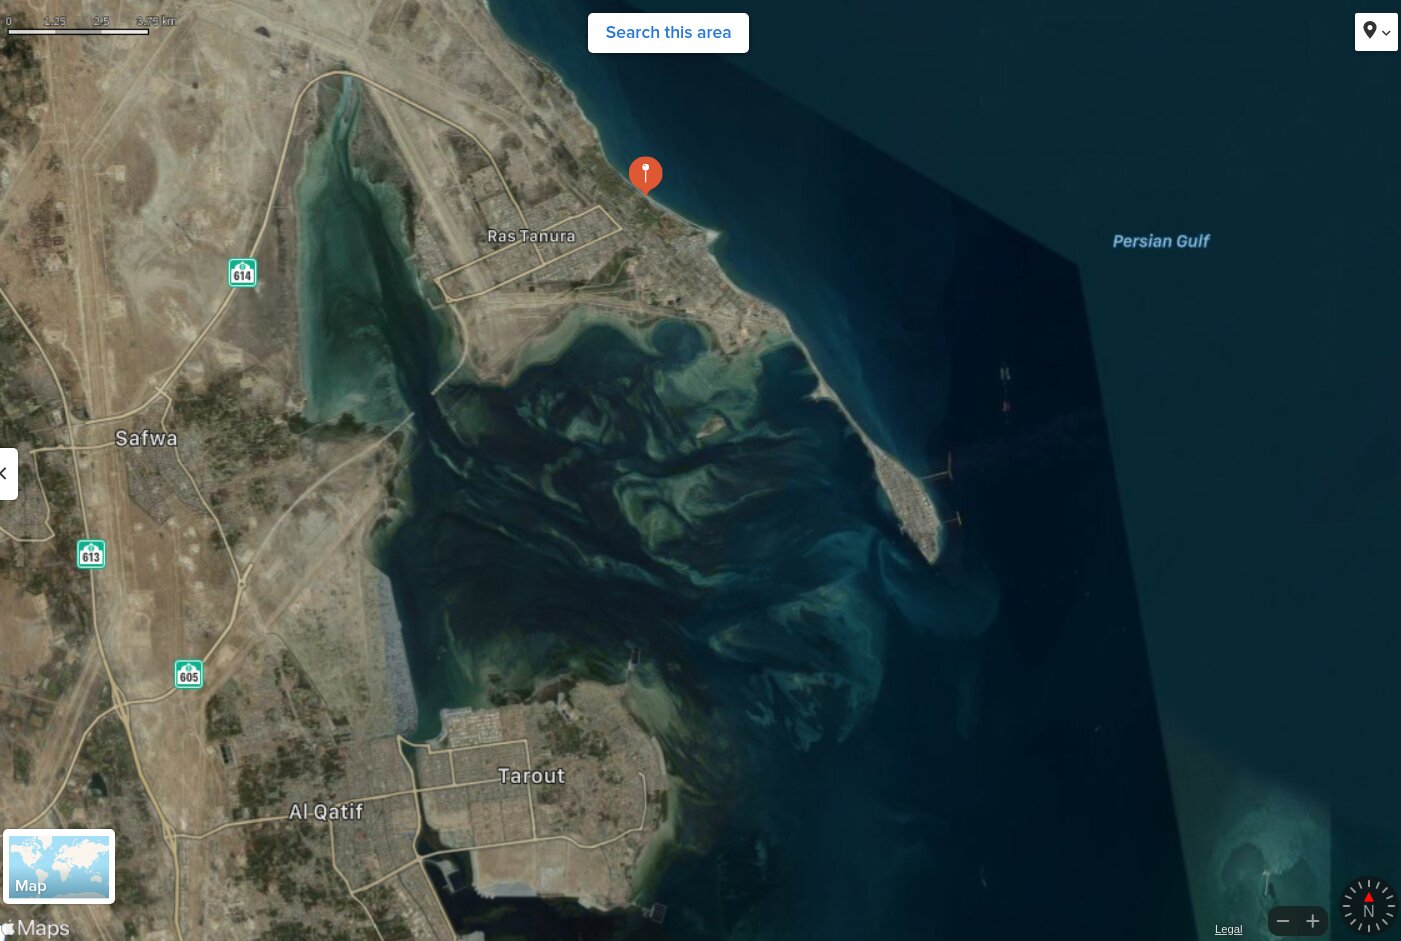 0 1.25 2.5 3.75 km
Search this area
Persian Gulf
Ras Tanura
614
Safwa
613
605
Tarout
Al Qatif
Map
Maps
Legal
N